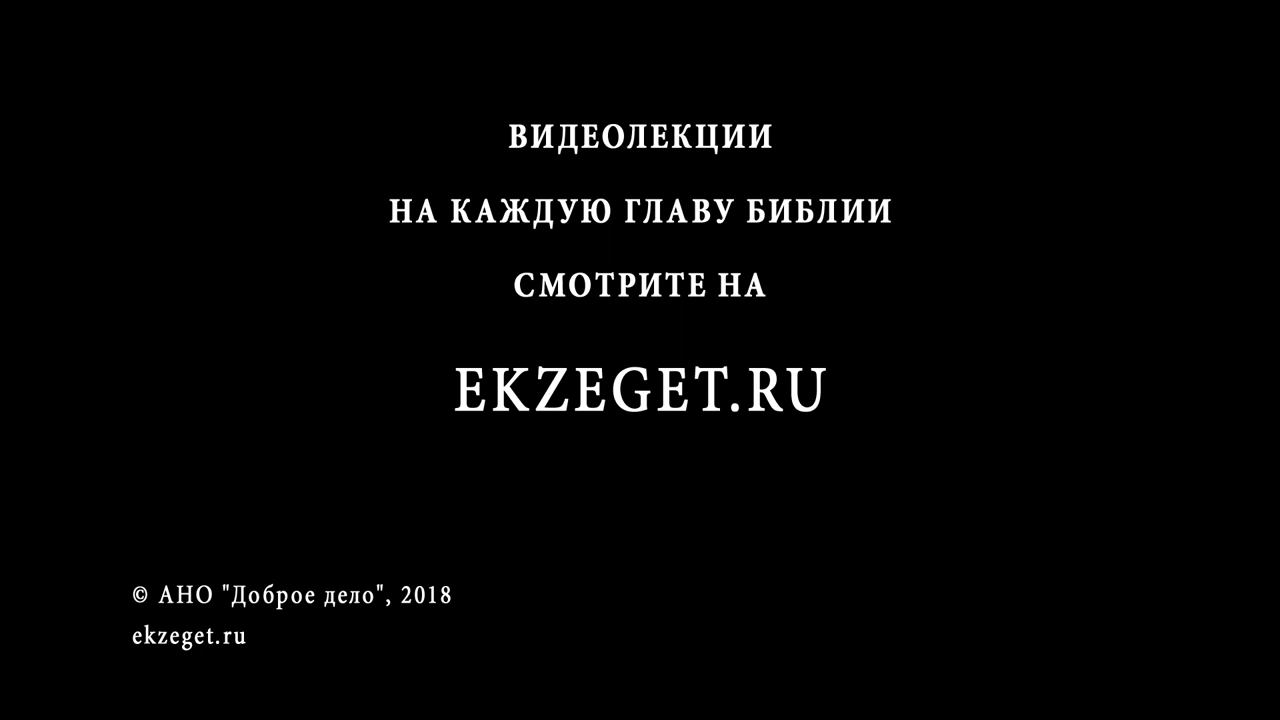 ВИДЕОЛЕКЦИИ
НА КАЖДУЮ ГЛАВУ БИБЛИИ
СМОТРИТЕ НА
EKZEGET.RU
© АНО "Доброе дело", 2018
ekzeget.ru